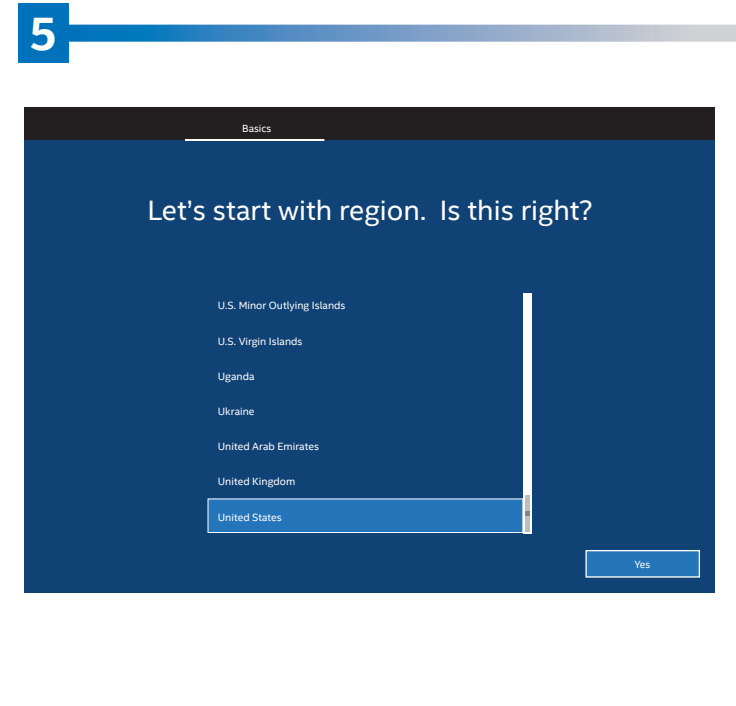 5
Basics
Let’s start with region.  Is this right?
U.S. Minor Outlying Islands
U.S. Virgin Islands
Uganda
Ukraine
United Arab Emirates
United Kingdom
United States
Yes